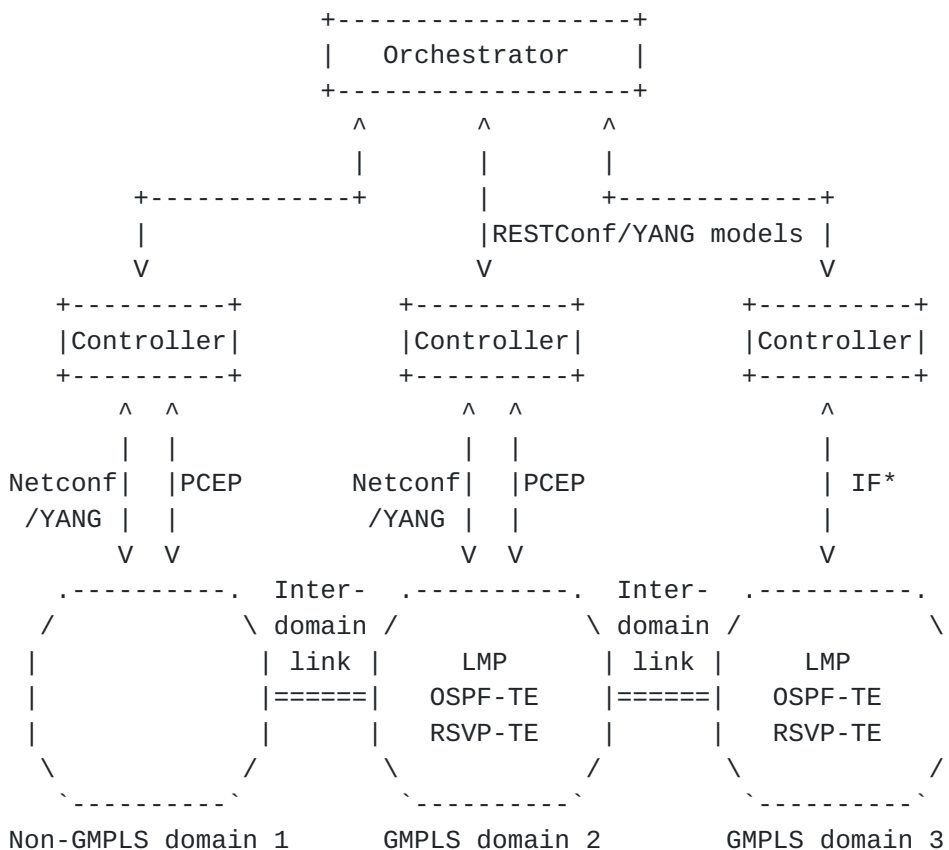 Orchestrator
RESTConf/YANG models
Controller Controller Controller
Netconf PCEP Netconf PCEP IF*
/YANG /YANG
Inter- Inter-
domain domain
link LMP link LMP
OSPF-TE OSPF-TE
RSVP-TE RSVP-TE
Non-GMPLS domain 1 GMPLS domain 2 GMPLS domain 3